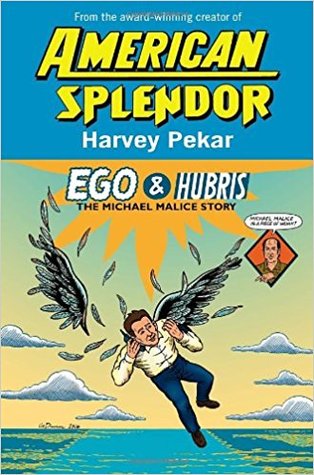 From the award-winning creator of
AMERICAN
SPLENDOR
Harvey Pekar
EGO & HUBRIS
THE MICHAEL MALICE STORY
MICHAEL MALICE
IS A PIECE OF WORK!!